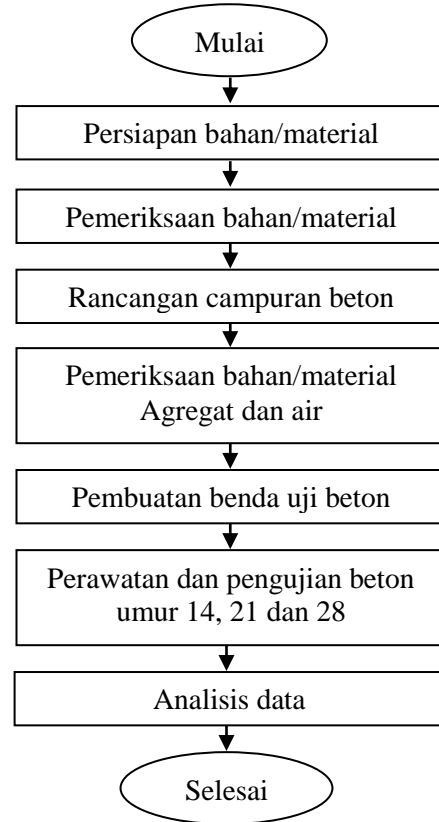 Mulai
Persiapan bahan/material
Pemeriksaan bahan/material
Rancangan campuran beton
Pemeriksaan bahan/material
Agregat dan air
Pembuatan benda uji beton
Perawatan dan pengujian beton
umur 14, 21 dan 28
Analisis data
Selesai